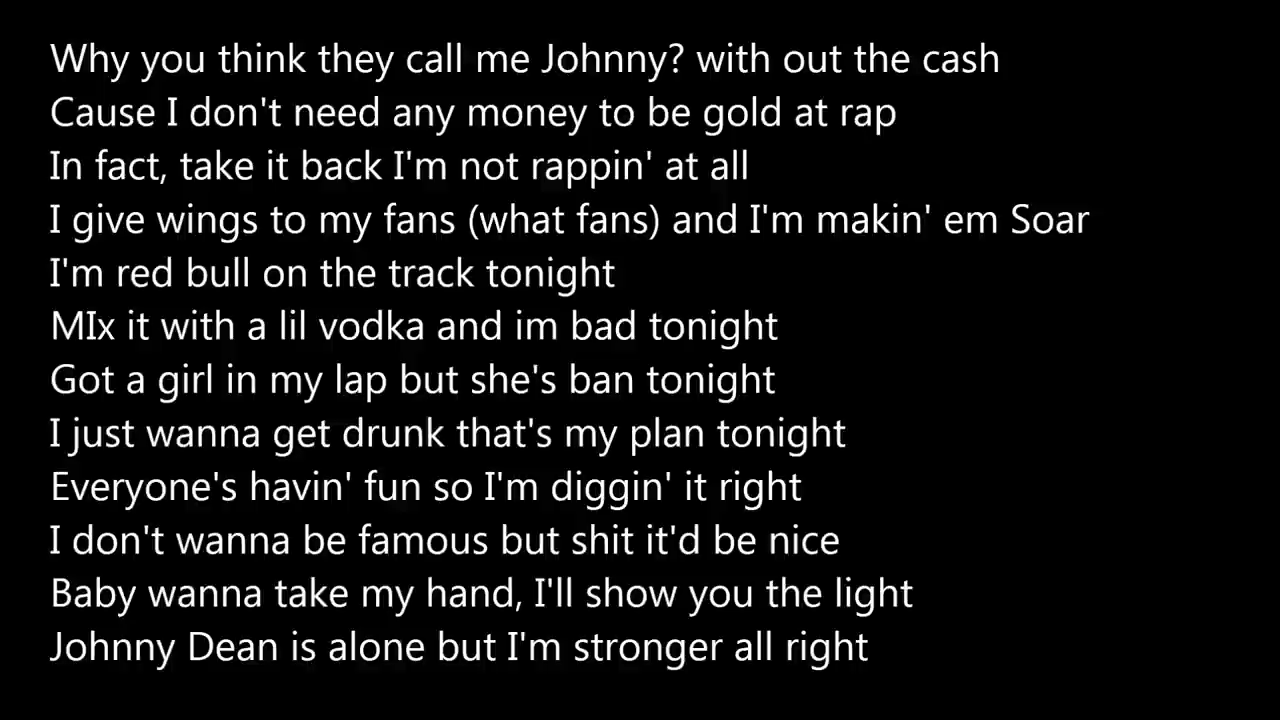 Why you think they call me Johnny? with out the cash
Cause I don't need any money to be gold at rap
In fact, take it back I'm not rappin' at all
I give wings to my fans (what fans) and I'm makin' em Soar
I'm red bull on the track tonight
MIx it with a lil vodka and im bad tonight
Got a girl in my lap but she's ban tonight
I just wanna get drunk that's my plan tonight
Everyone's havin' fun so I'm diggin' it right
I don't wanna be famous but shit it'd be nice
Baby wanna take my hand, I'll show you the light
Johnny Dean is alone but I'm stronger all right